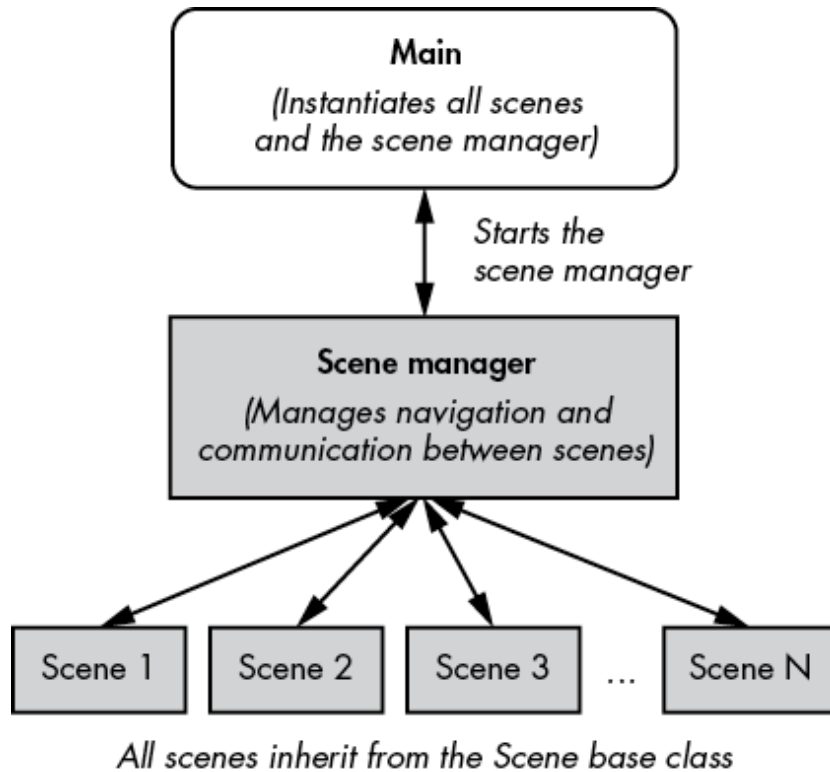 Main
(Instantiates all scenes
and the scene manager)
Starts the
scene manager
Scene manager
(Manages navigation and
communication between scenes)
Scene 1
Scene 2
Scene 3
...
Scene N
All scenes inherit from the Scene base class